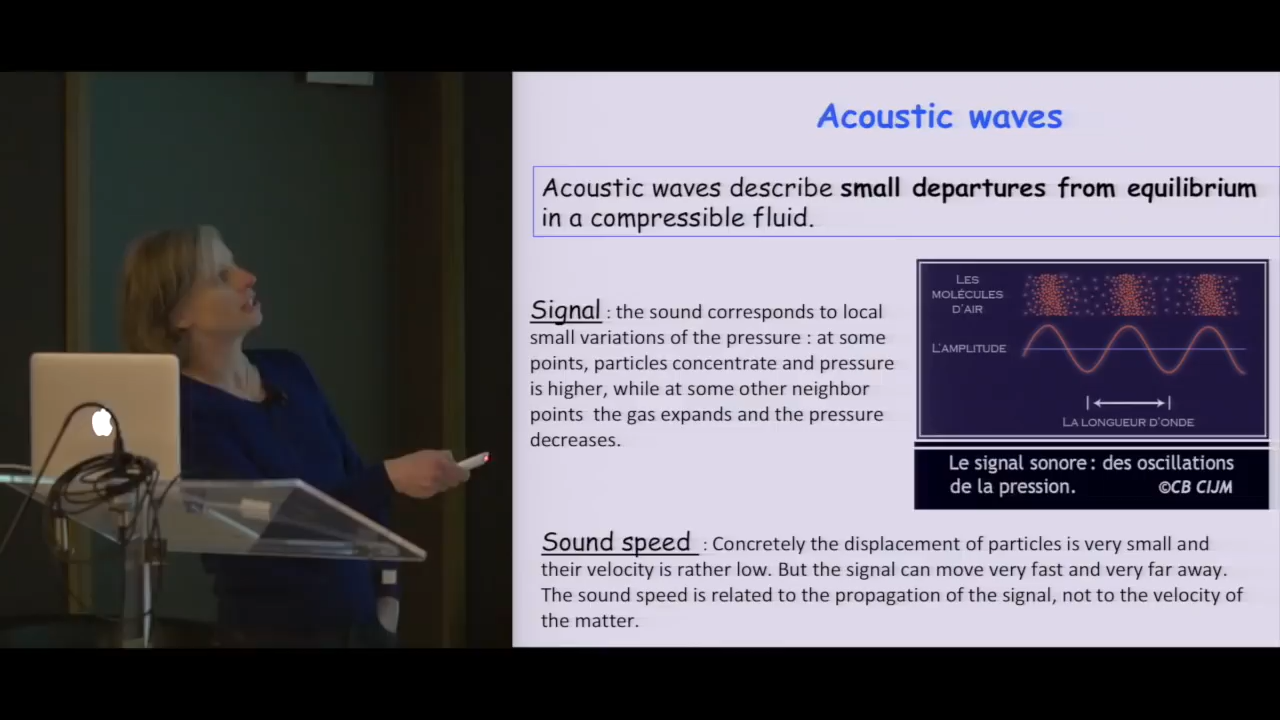 Acoustic waves
Acoustic waves describe small departures from equilibrium
in a compressible fluid.
Signal : the sound corresponds to local
small variations of the pressure : at some
points, particles concentrate and pressure
is higher, while at some other neighbor
points the gas expands and the pressure
decreases.
LES
MOLÉCULES
D'AIR
L'AMPLITUDE
LA LONGUEUR D'ONDE
Le signal sonore : des oscillations
de la pression. ©CB CIJM
Sound speed : Concretely the displacement of particles is very small and
their velocity is rather low. But the signal can move very fast and very far away.
The sound speed is related to the propagation of the signal, not to the velocity of
the matter.